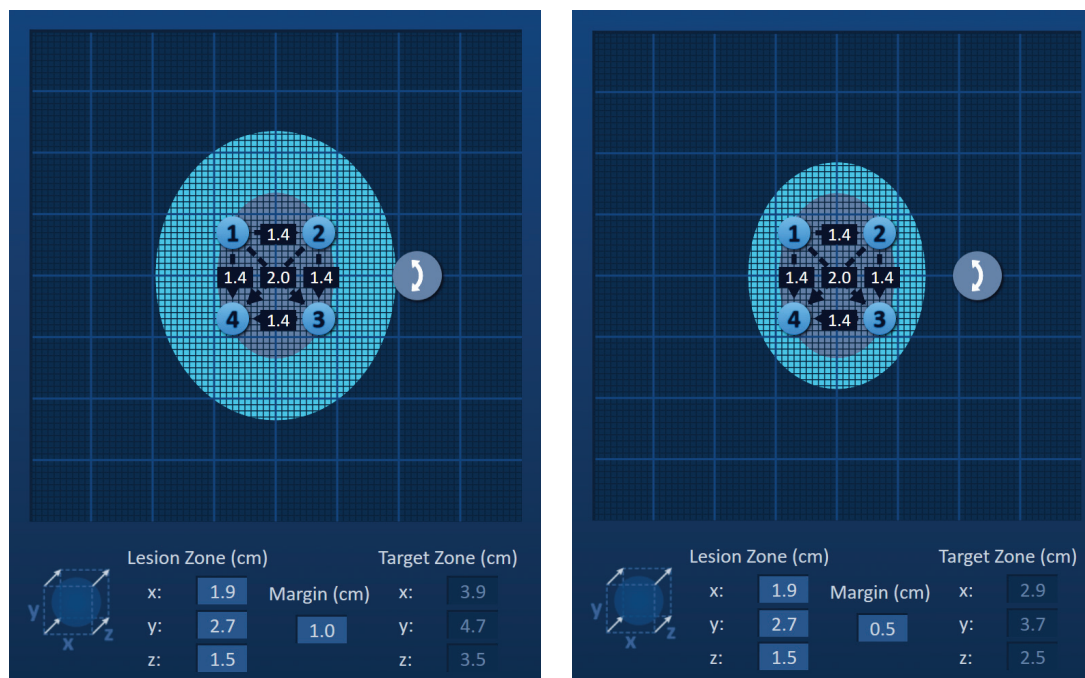 1 1.4 2
1.4 2.0 1.4
4 1.4 3
Lesion Zone (cm) Target Zone (cm)
x: 1.9 Margin (cm) x: 3.9
y: 2.7 1.0 y: 4.7
z: 1.5 z: 3.5
y x z
1 1.4 2
1.4 2.0 1.4
4 1.4 3
Lesion Zone (cm) Target Zone (cm)
x: 1.9 Margin (cm) x: 2.9
y: 2.7 0.5 y: 3.7
z: 1.5 z: 2.5
y x z